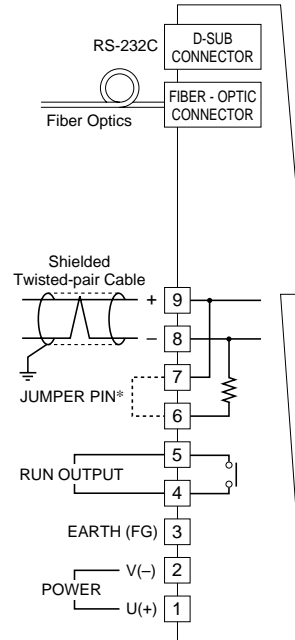 RS-232C
D-SUB
CONNECTOR
Fiber Optics
FIBER - OPTIC
CONNECTOR
Shielded
Twisted-pair Cable
+ 9
– 8
7
JUMPER PIN*
6
5
RUN OUTPUT
4
EARTH (FG) 3
V(–) 2
POWER
U(+) 1